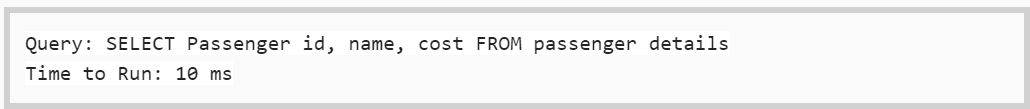 Query: SELECT Passenger id, name, cost FROM passenger details
Time to Run: 10 ms